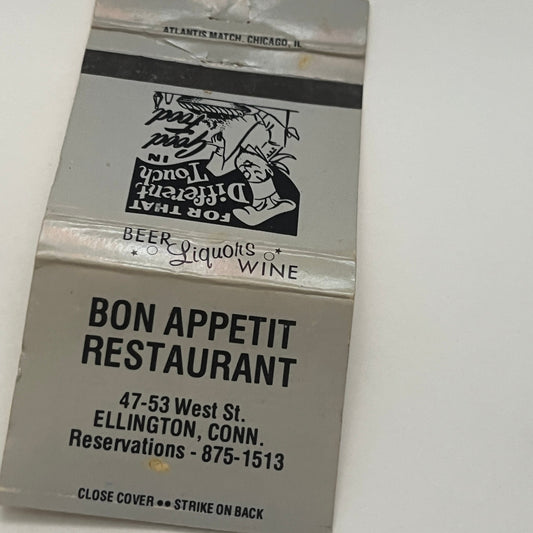 ATLANTIS MATCH. CHICAGO, IL
FOR THAT
Different
Touch
IN
good
food
BEER
Liquors
WINE
BON APPETIT
RESTAURANT
47-53 West St.
ELLINGTON, CONN.
Reservations - 875-1513
CLOSE COVER •• STRIKE ON BACK